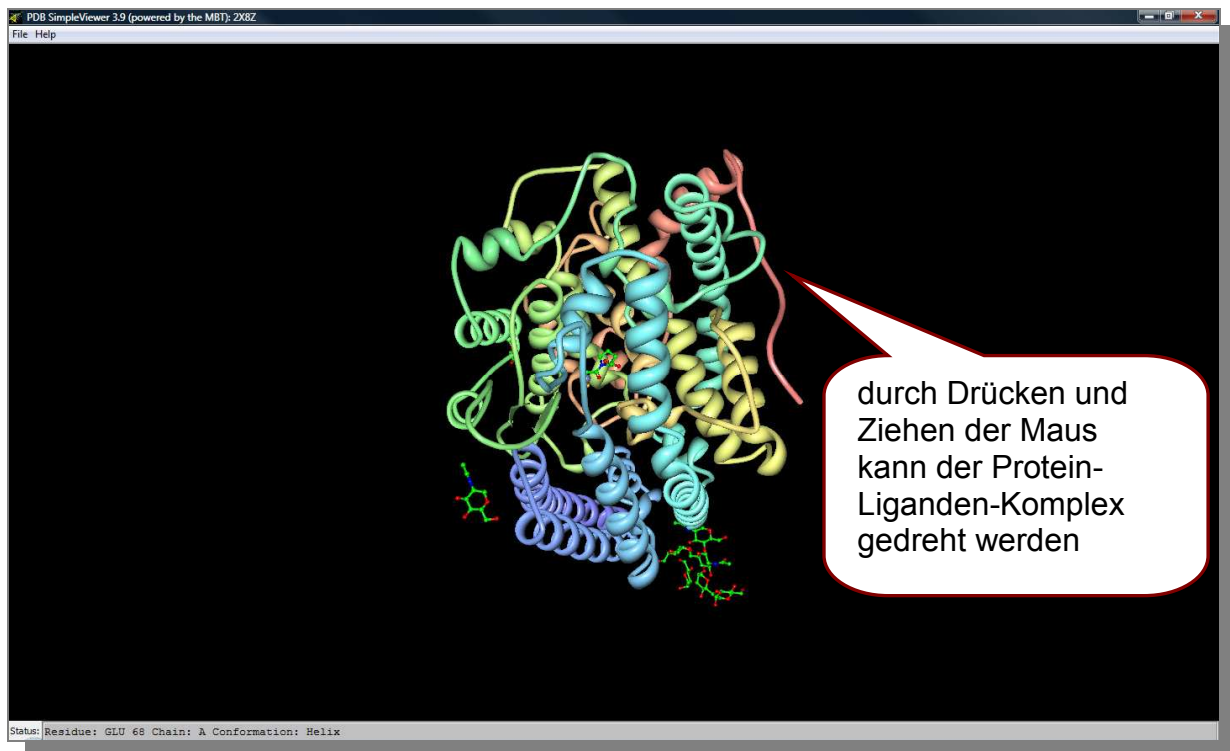 PDB SimpleViewer 3.9 (powered by the MBT): 2X8Z
File Help
durch Drücken und
Ziehen der Maus
kann der Protein-
Liganden-Komplex
gedreht werden
Status: Residue: GLU 68 Chain: A Conformation: Helix